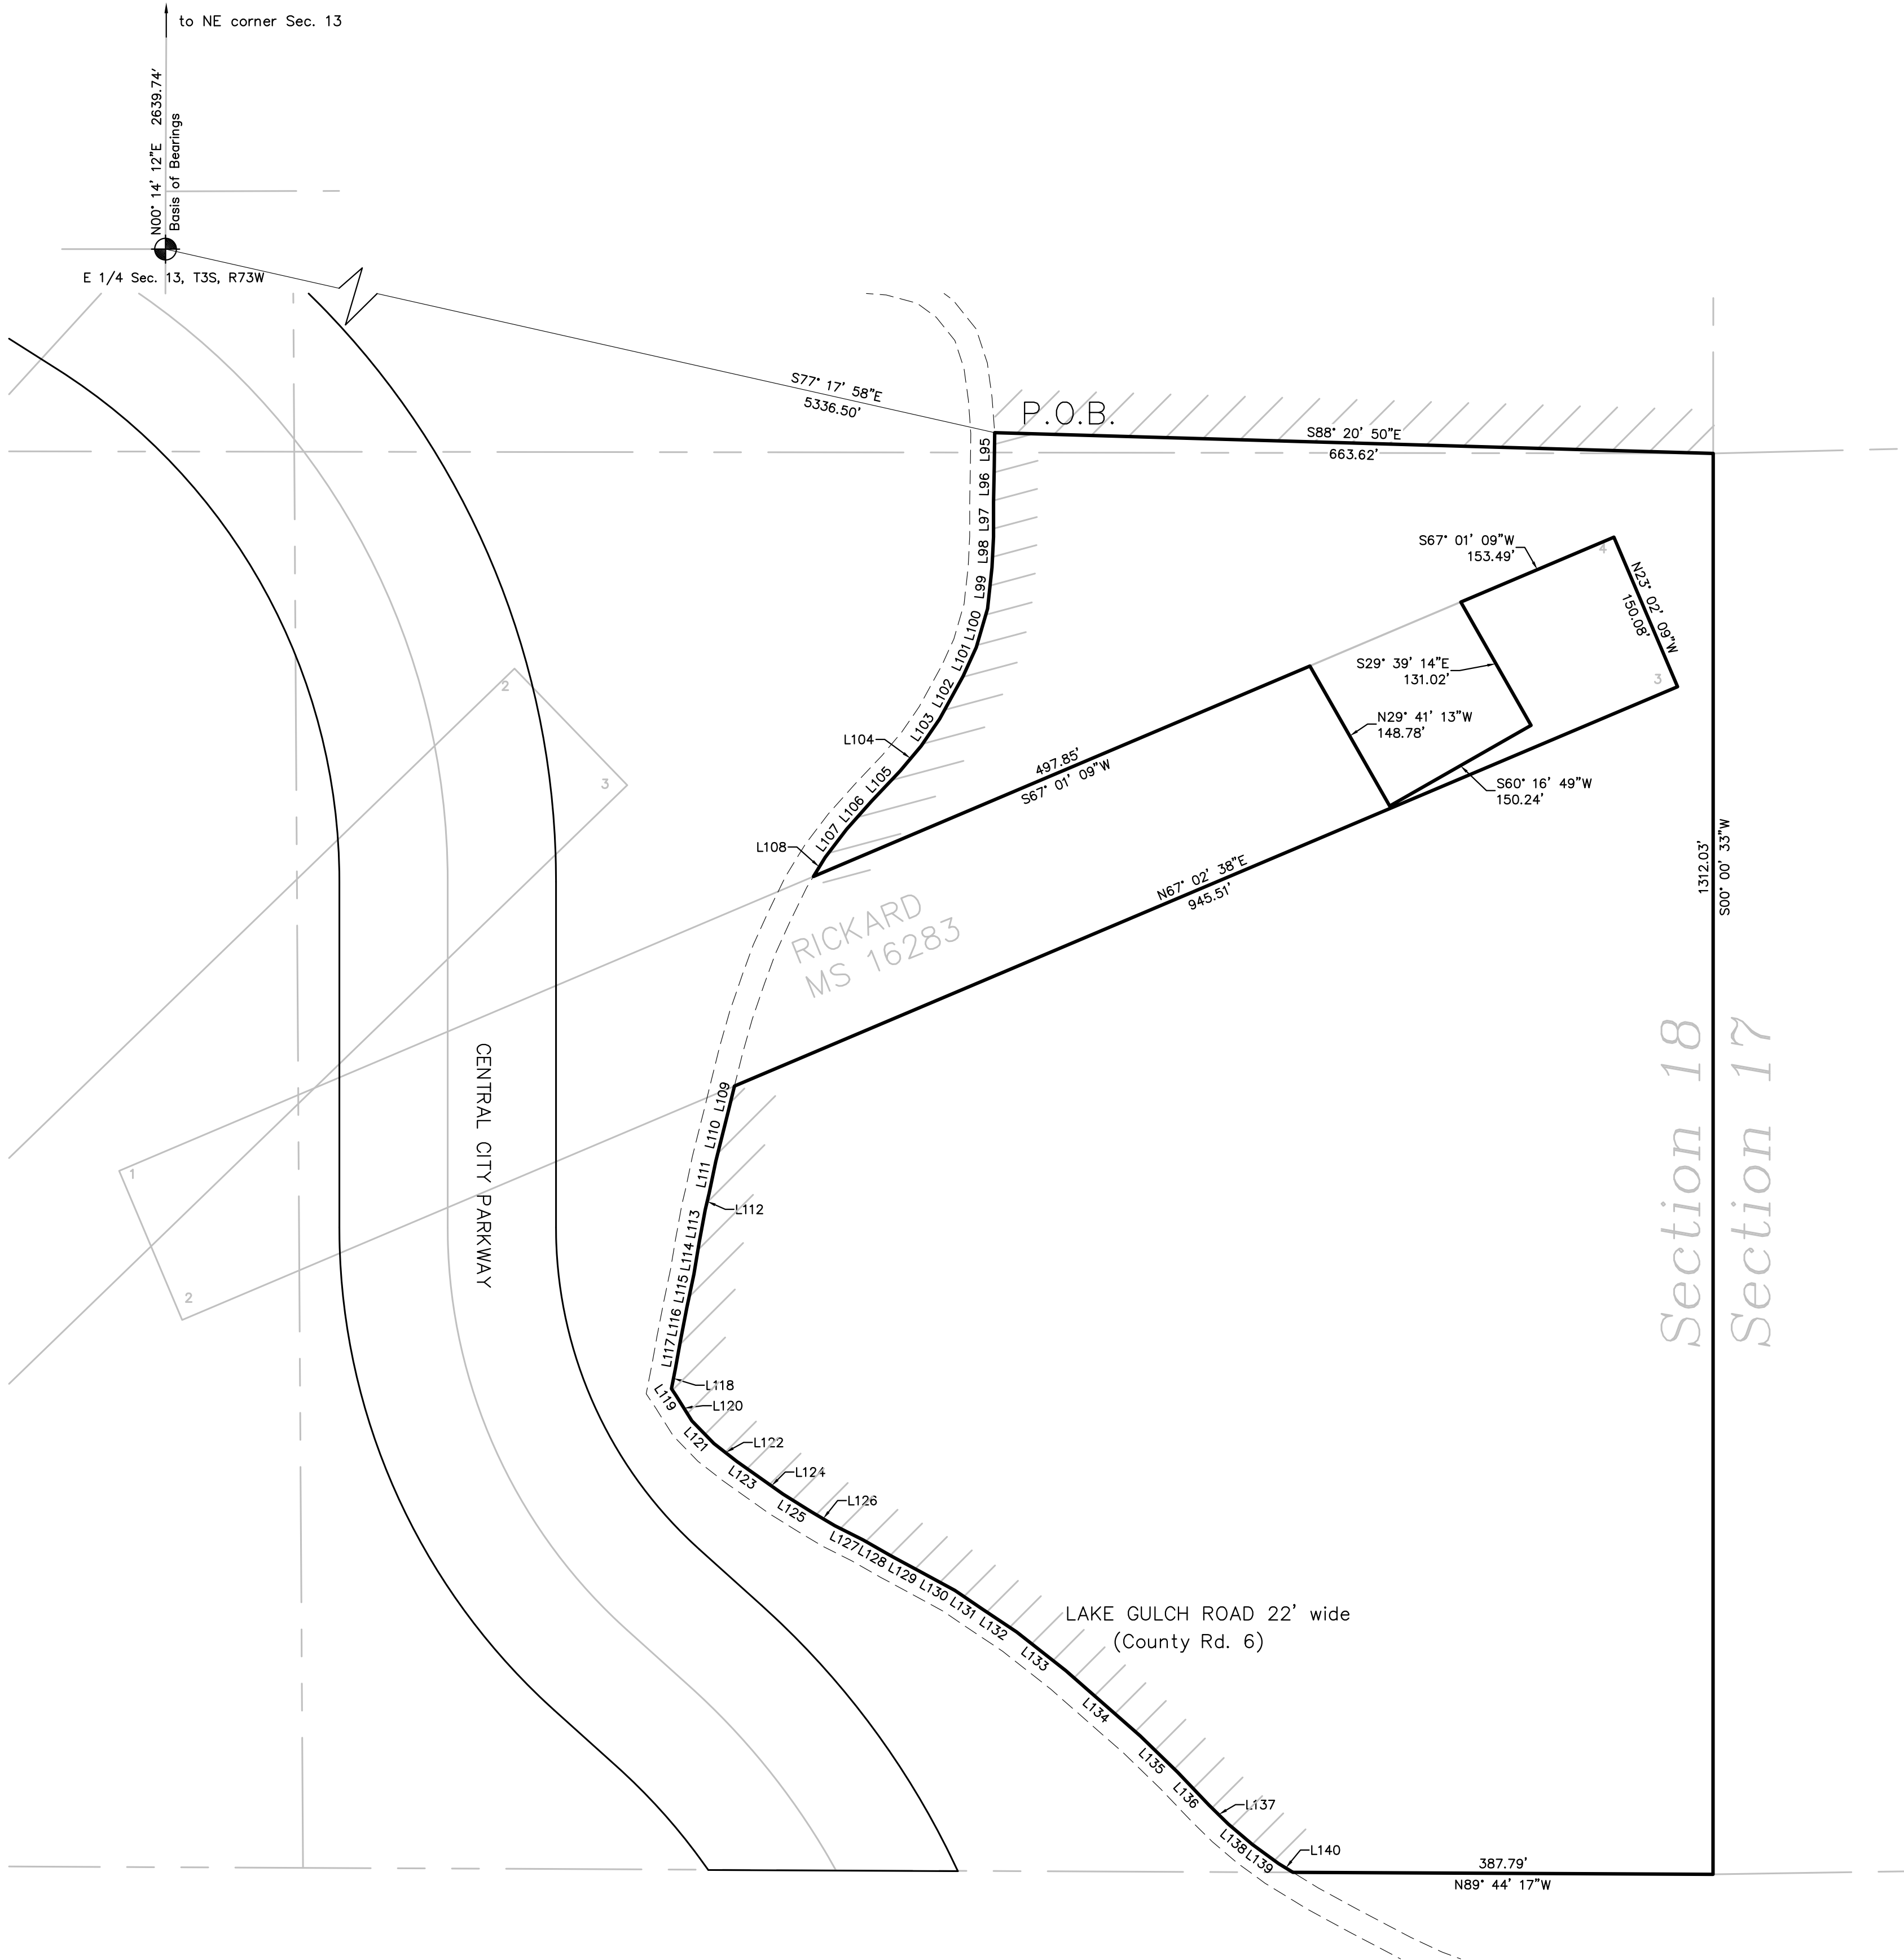 to NE corner Sec. 13
N00° 14' 12"E 2639.74'
Basis of Bearings
E 1/4 Sec. 13, T3S, R73W
S77° 17' 58"E
5336.50'
P.O.B.
S88° 20' 50"E
663.62'
L95
L96
L97
L98
L99
L100
L101
L102
L103
L104
L105
L106
L107
L108
S67° 01' 09"W
153.49'
4
N23° 02' 09"W
150.08'
3
S29° 39' 14"E
131.02'
N29° 41' 13"W
148.78'
S60° 16' 49"W
150.24'
497.85'
S67° 01' 09"W
N67° 02' 38"E
945.51'
1312.03'
S00° 00' 33"W
2
3
RICKARD
MS 16283
1
2
CENTRAL CITY PARKWAY
Section 18
Section 17
L109
L110
L111
L112
L113
L114
L115
L116
L117
L118
L119
L120
L121
L122
L123
L124
L125
L126
L127
L128
L129
L130
L131
L132
L133
L134
L135
L136
L137
L138
L139
L140
LAKE GULCH ROAD 22' wide
(County Rd. 6)
387.79'
N89° 44' 17"W